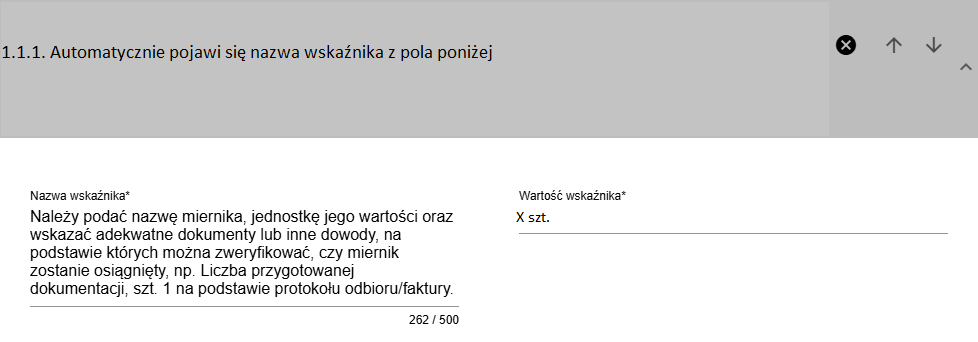 1.1.1. Automatycznie pojawi się nazwa wskaźnika z pola poniżej
Nazwa wskaźnika*
Należy podać nazwę miernika, jednostkę jego wartości oraz
wskazać adekwatne dokumenty lub inne dowody, na
podstawie których można zweryfikować, czy miernik
zostanie osiągnięty, np. Liczba przygotowanej
dokumentacji, szt. 1 na podstawie protokołu odbioru/faktury.
262 / 500
Wartość wskaźnika*
X szt.